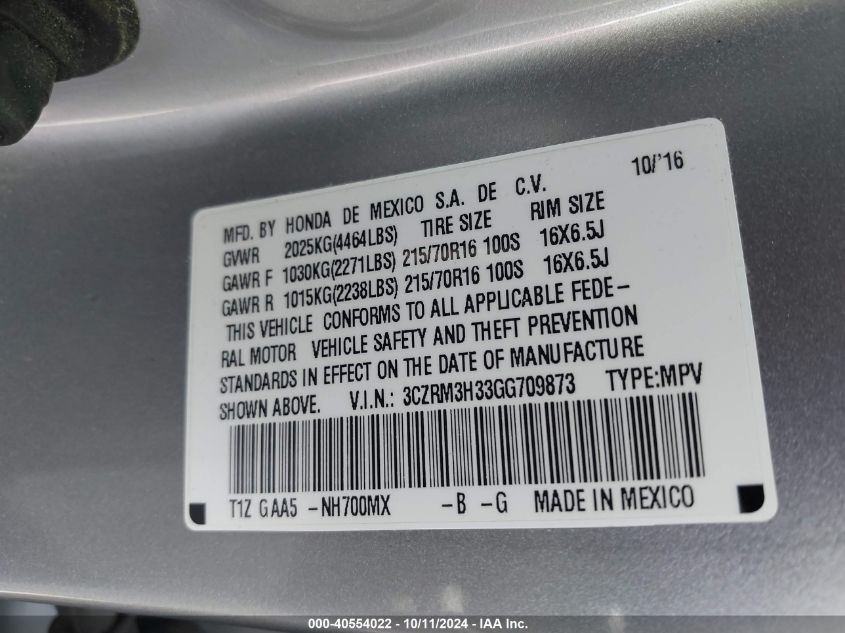 10/'16
MFD. BY HONDA DE MEXICO S.A. DE C.V.
GVWR 2025KG(4464LBS) TIRE SIZE RIM SIZE
GAWR F 1030KG(2271LBS) 215/70R16 100S 16X6.5J
GAWR R 1015KG(2238LBS) 215/70R16 100S 16X6.5J
THIS VEHICLE CONFORMS TO ALL APPLICABLE FEDE-
RAL MOTOR VEHICLE SAFETY AND THEFT PREVENTION
STANDARDS IN EFFECT ON THE DATE OF MANUFACTURE
SHOWN ABOVE. V.I.N.: 3CZRM3H33GG709873 TYPE:MPV
T1Z GAA5 -NH700MX -B -G MADE IN MEXICO
000-40554022 - 10/11/2024 - IAA Inc.